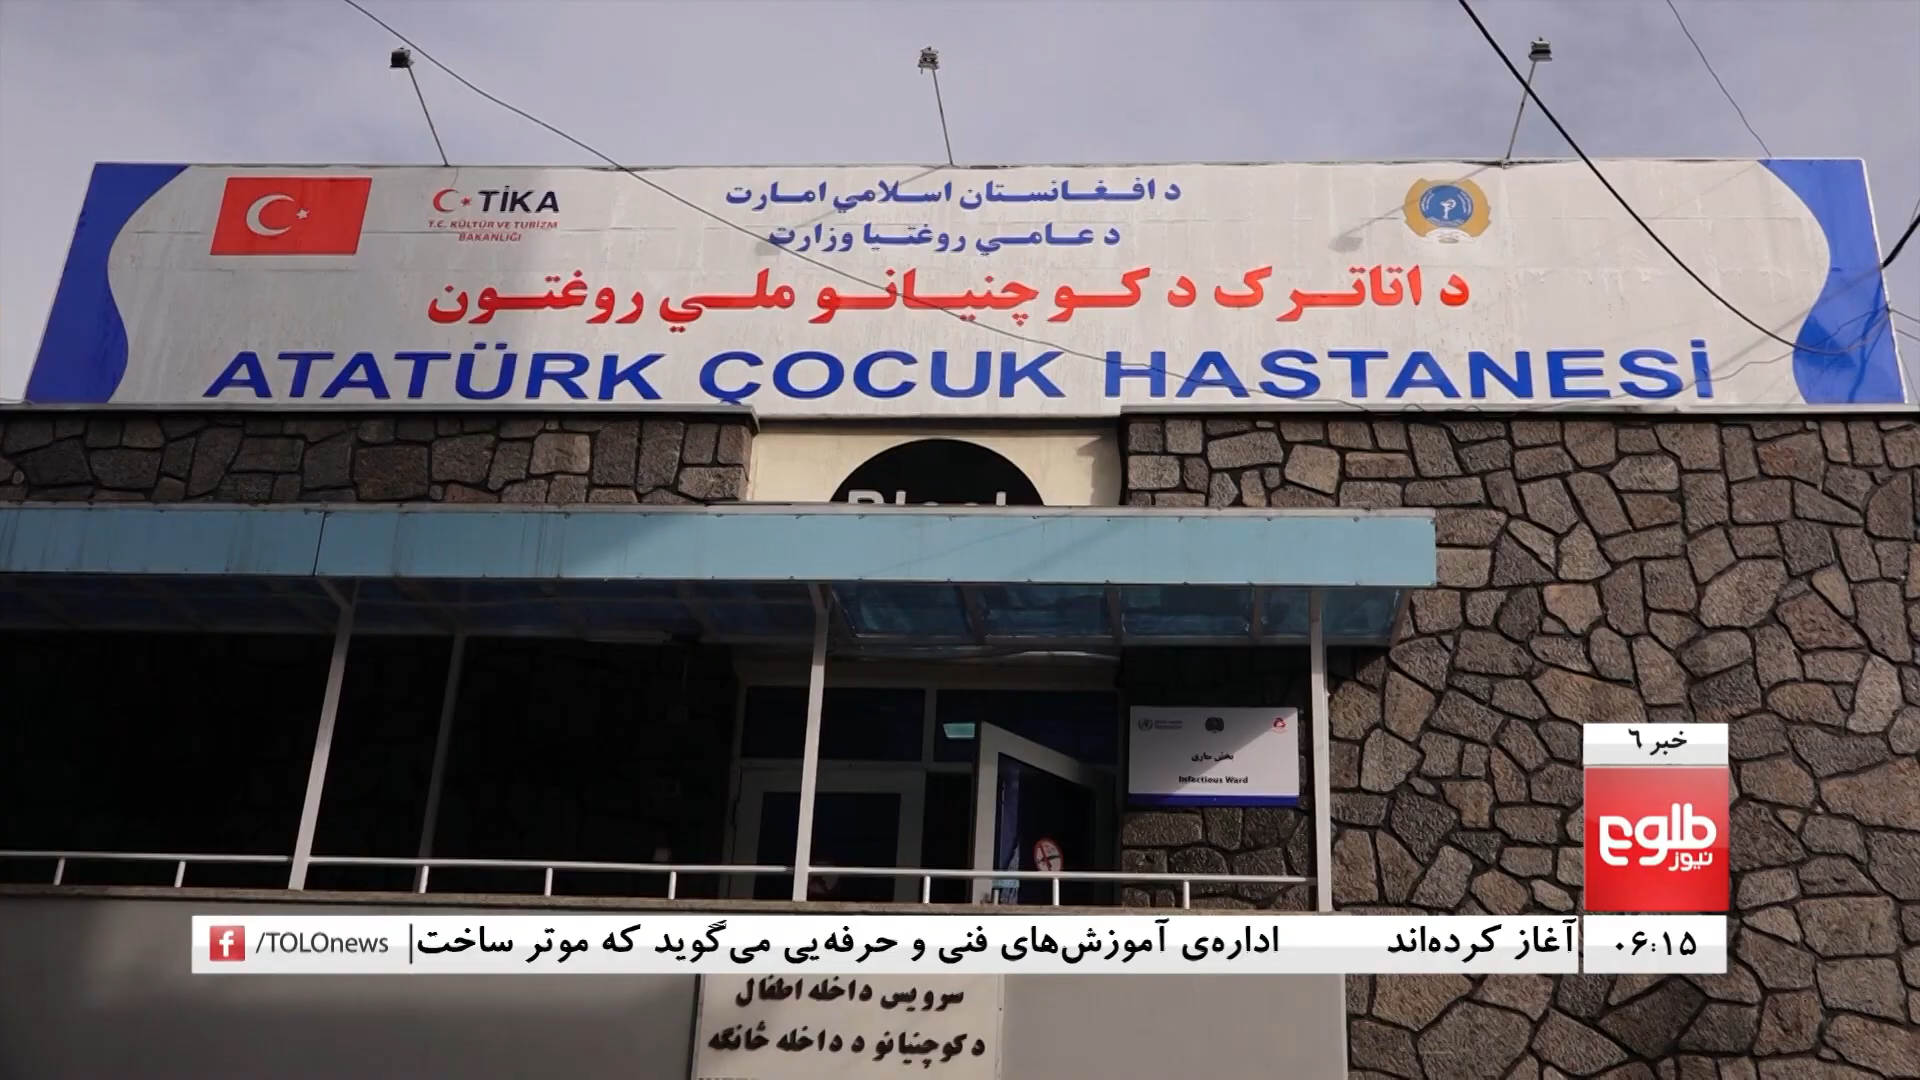 TİKA
T.C. KÜLTÜR VE TURİZM
BAKANLIĞI
د افغانستان اسلامي امارت
د عامې روغتيا وزارت
د اتاترک د کوچنيانو ملي روغتون
ATATÜRK ÇOCUK HASTANESİ
بخش ساری
Infectious Ward
خبر ۶
طلوع
نیوز
۰۶:۱۵
آغاز کرده‌اند
اداره‌ی آموزش‌های فنی و حرفه‌یی می‌گوید که موتر ساخت
/TOLOnews
سرویس داخله اطفال
د کوچنیانو د داخله څانګه